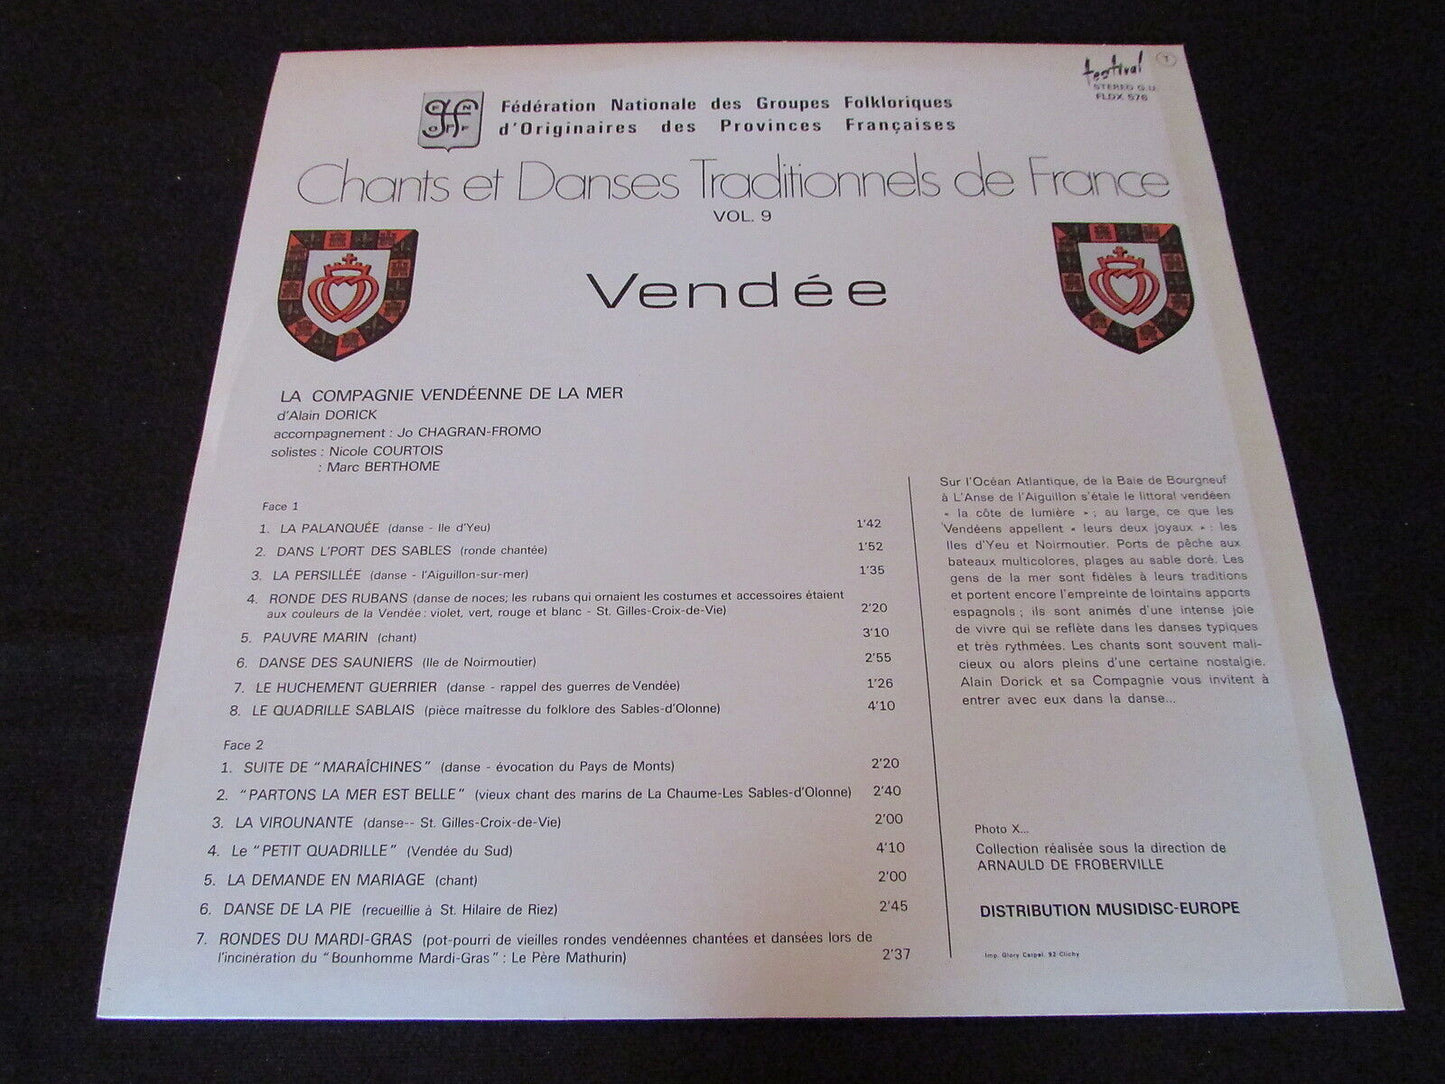 festival
T
STEREO G.U.
FLDX 576
F N
G F F
Fédération Nationale des Groupes Folkloriques
d'Originaires des Provinces Françaises
Chants et Danses Traditionnels de France
VOL. 9
Vendée
LA COMPAGNIE VENDÉENNE DE LA MER
d'Alain DORICK
accompagnement : Jo CHAGRAN-FROMO
solistes : Nicole COURTOIS
: Marc BERTHOME
Face 1
1. LA PALANQUÉE (danse - Ile d'Yeu) 1'42
2. DANS L'PORT DES SABLES (ronde chantée) 1'52
3. LA PERSILLÉE (danse - l'Aiguillon-sur-mer) 1'35
4. RONDE DES RUBANS (danse de noces; les rubans qui ornaient les costumes et accessoires étaient
aux couleurs de la Vendée : violet, vert, rouge et blanc - St. Gilles-Croix-de-Vie) 2'20
5. PAUVRE MARIN (chant) 3'10
6. DANSE DES SAUNIERS (Ile de Noirmoutier) 2'55
7. LE HUCHEMENT GUERRIER (danse - rappel des guerres de Vendée) 1'26
8. LE QUADRILLE SABLAIS (pièce maîtresse du folklore des Sables-d'Olonne) 4'10
Face 2
1. SUITE DE "MARAÎCHINES" (danse - évocation du Pays de Monts) 2'20
2. "PARTONS LA MER EST BELLE" (vieux chant des marins de La Chaume-Les Sables-d'Olonne) 2'40
3. LA VIROUNANTE (danse-- St. Gilles-Croix-de-Vie) 2'00
4. Le "PETIT QUADRILLE" (Vendée du Sud) 4'10
5. LA DEMANDE EN MARIAGE (chant) 2'00
6. DANSE DE LA PIE (recueillie à St. Hilaire de Riez) 2'45
7. RONDES DU MARDI-GRAS (pot-pourri de vieilles rondes vendéennes chantées et dansées lors de
l'incinération du "Bounhomme Mardi-Gras" : Le Père Mathurin) 2'37
Sur l'Océan Atlantique, de la Baie de Bourgneuf
à L'Anse de l'Aiguillon s'étale le littoral vendéen
« la côte de lumière » ; au large, ce que les
Vendéens appellent « leurs deux joyaux » : les
Iles d'Yeu et Noirmoutier. Ports de pêche aux
bateaux multicolores, plages au sable doré. Les
gens de la mer sont fidèles à leurs traditions
et portent encore l'empreinte de lointains apports
espagnols ; ils sont animés d'une intense joie
de vivre qui se reflète dans les danses typiques
et très rythmées. Les chants sont souvent mali-
cieux ou alors pleins d'une certaine nostalgie.
Alain Dorick et sa Compagnie vous invitent à
entrer avec eux dans la danse...
Photo X...
Collection réalisée sous la direction de
ARNAULD DE FROBERVILLE
DISTRIBUTION MUSIDISC-EUROPE
Imp. Glory Carpel. 92 Clichy